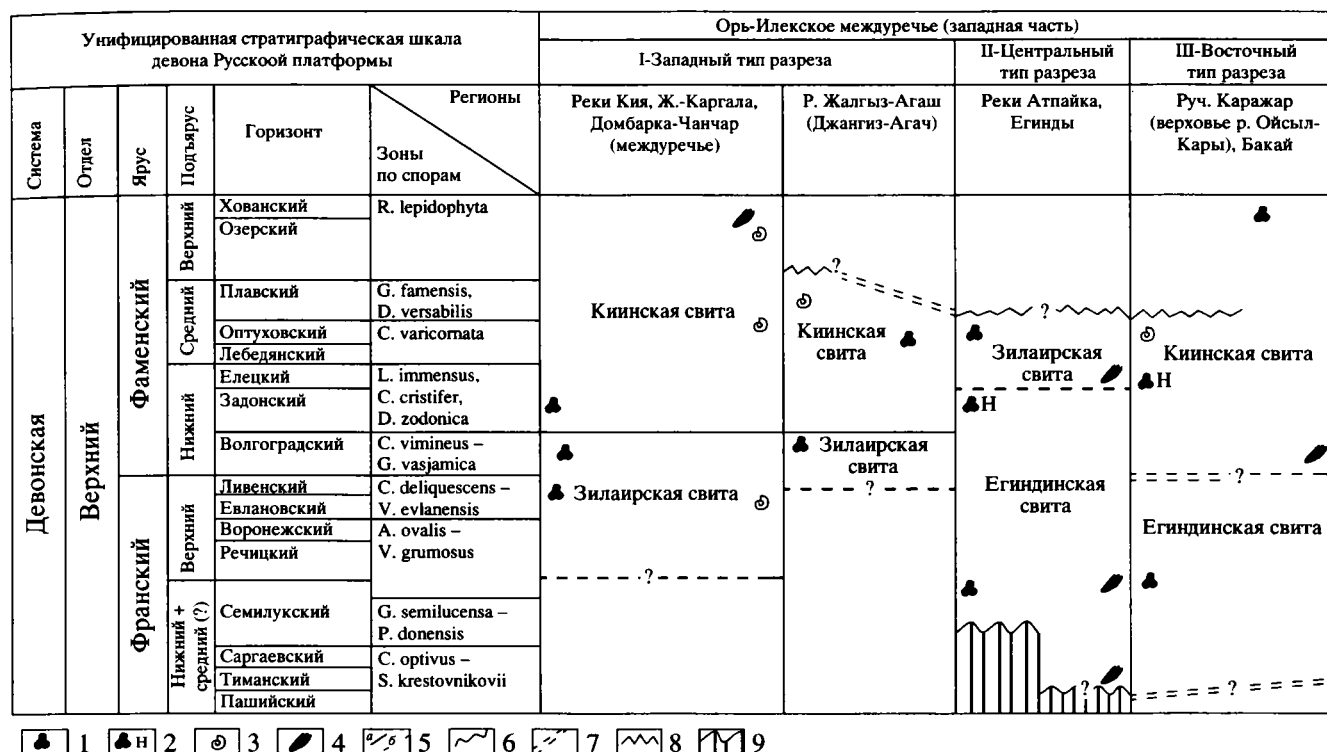 Унифицированная стратиграфическая шкала
девона Русскоой платформы
Орь-Илекское междуречье (западная часть)
I-Западный тип разреза
II-Центральный
тип разреза
III-Восточный
тип разреза
Система
Отдел
Ярус
Подъярус
Горизонт
Регионы
Зоны
по спорам
Реки Кия, Ж.-Каргала,
Домбарка-Чанчар
(междуречье)
Р. Жалгыз-Агаш
(Джангиз-Агач)
Реки Атпайка,
Егинды
Руч. Каражар
(верховье р. Ойсыл-
Кары), Бакай
Девонская
Верхний
Фаменский
Франский
Верхний
Средний
Нижний
Верхний
Нижний +
средний (?)
Хованский
Озерский
Плавский
Оптуховский
Лебедянский
Елецкий
Задонский
Волгоградский
Ливенский
Евлановский
Воронежский
Речицкий
Семилукский
Саргаевский
Тиманский
Пашийский
R. lepidophyta
G. famensis,
D. versabilis
C. varicornata
L. immensus,
C. cristifer,
D. zodonica
C. vimineus –
G. vasjamica
C. deliquescens –
V. evlanensis
A. ovalis –
V. grumosus
G. semilucensa –
P. donensis
C. optivus –
S. krestovnikovii
Киинская свита
Зилаирская свита
?
?
Киинская
свита
Зилаирская
свита
?
?
Зилаирская
свита
Н
Егиндинская
свита
?
Киинская свита
Н
?
Егиндинская свита
?
1
Н 2
3
4
а б 5
6
7
8
9